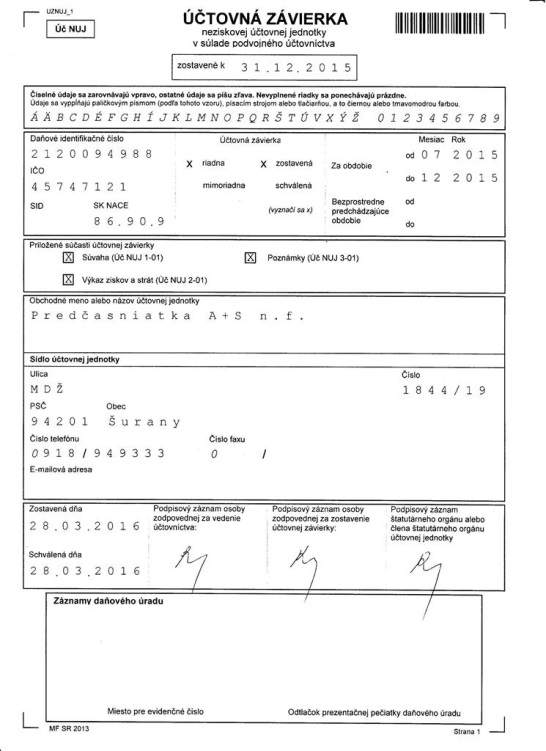 UZNUJ_1
Úč NUJ
ÚČTOVNÁ ZÁVIERKA
neziskovej účtovnej jednotky
v súlade podvojného účtovníctva
zostavené k 31.12.2015
Číselné údaje sa zarovnávajú vpravo, ostatné údaje sa píšu zľava. Nevyplnené riadky sa ponechávajú prázdne.
Údaje sa vypĺňajú paličkovým písmom (podľa tohoto vzoru), písacím strojom alebo tlačiarňou, a to čiernou alebo tmavomodrou farbou.
Á Ä B Č D É F G H Í J K L M N O P Q R Š T Ú V X Ý Ž 0 1 2 3 4 5 6 7 8 9
Daňové identifikačné číslo
2120094988
IČO
45747121
SID SK NACE
86.90.9
Účtovná závierka
X riadna X zostavená
mimoriadna schválená
(vyznačí sa x)
Mesiac Rok
Za obdobie od 07 2015
do 12 2015
Bezprostredne predchádzajúce obdobie od
do
Priložené súčasti účtovnej závierky
X Súvaha (Úč NUJ 1-01) X Poznámky (Úč NUJ 3-01)
X Výkaz ziskov a strát (Úč NUJ 2-01)
Obchodné meno alebo názov účtovnej jednotky
Predčasniatka A+S n.f.
Sídlo účtovnej jednotky
Ulica Číslo
MDŽ 1844/19
PSČ Obec
94201 Šurany
Číslo telefónu Číslo faxu
0918/949333 0 /
E-mailová adresa
Zostavená dňa
28.03.2016
Schválená dňa
28.03.2016
Podpisový záznam osoby
zodpovednej za vedenie
účtovníctva:
Podpisový záznam osoby
zodpovednej za zostavenie
účtovnej závierky:
Podpisový záznam
štatutárneho orgánu alebo
člena štatutárneho orgánu
účtovnej jednotky
Záznamy daňového úradu
Miesto pre evidenčné číslo Odtlačok prezentačnej pečiatky daňového úradu
MF SR 2013
Strana 1